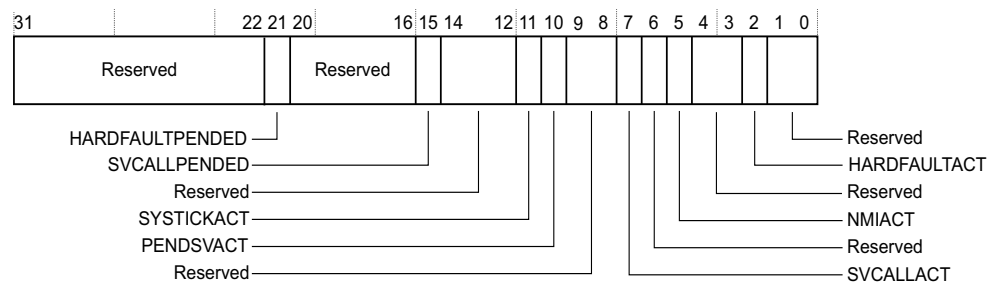 31 22 21 20 16 15 14 12 11 10 9 8 7 6 5 4 3 2 1 0
Reserved Reserved
HARDFAULTPENDED Reserved
SVCALLPENDED HARDFAULTACT
Reserved Reserved
SYSTICKACT NMIACT
PENDSVACT Reserved
Reserved SVCALLACT